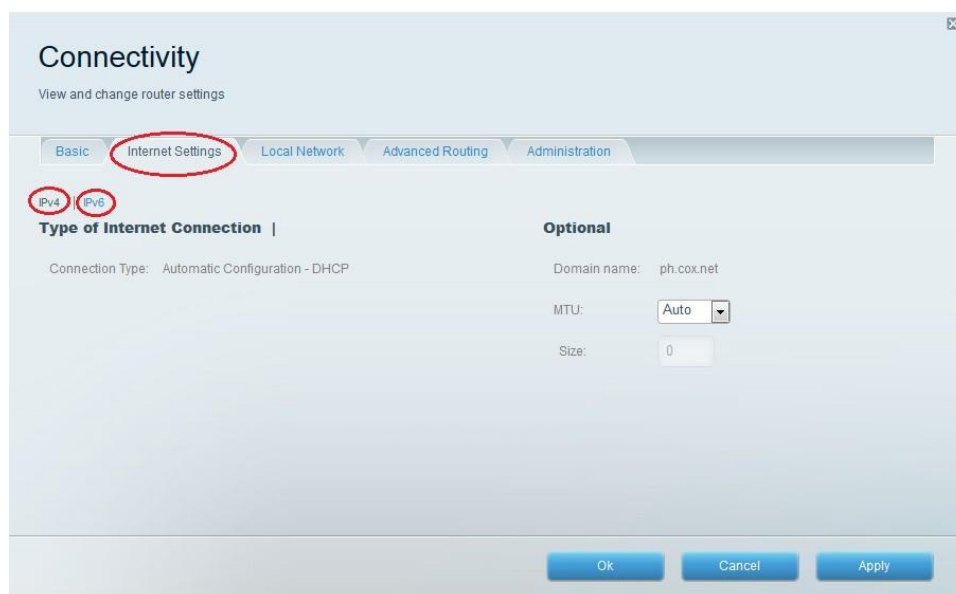 Connectivity
View and change router settings
Basic Internet Settings Local Network Advanced Routing Administration
IPv4 | IPv6
Type of Internet Connection |
Connection Type: Automatic Configuration - DHCP
Optional
Domain name: ph.cox.net
MTU: Auto
Size: 0
Ok Cancel Apply